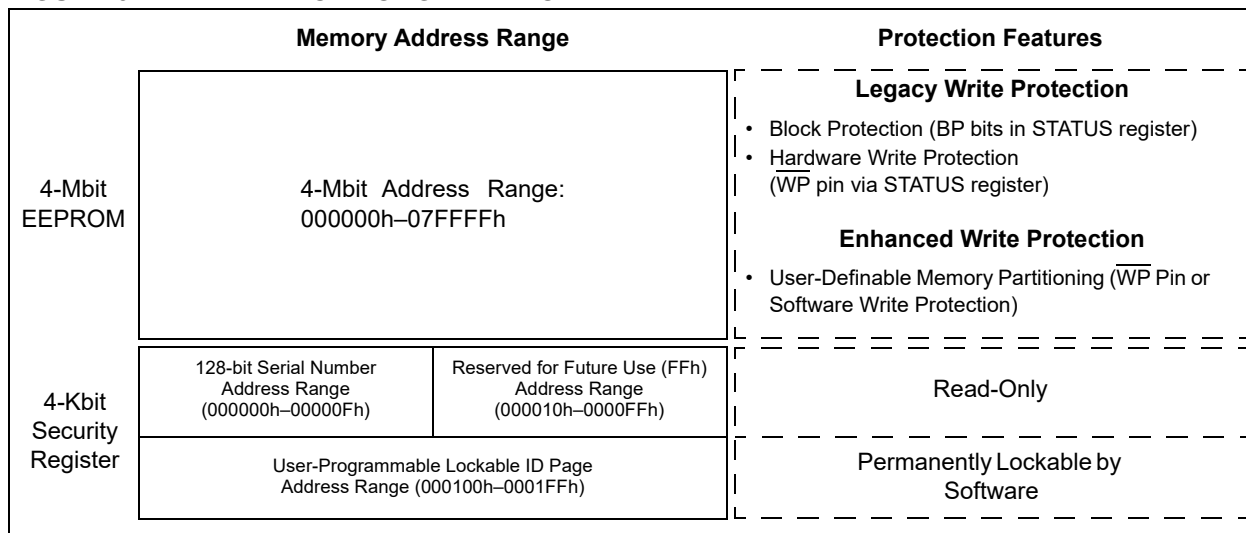 Memory Address Range
Protection Features
4-Mbit
EEPROM
4-Mbit Address Range:
000000h–07FFFFh
Legacy Write Protection
• Block Protection (BP bits in STATUS register)
• Hardware Write Protection
(WP pin via STATUS register)
Enhanced Write Protection
• User-Definable Memory Partitioning (WP Pin or
Software Write Protection)
4-Kbit
Security
Register
128-bit Serial Number
Address Range
(000000h–00000Fh)
Reserved for Future Use (FFh)
Address Range
(000010h–0000FFh)
Read-Only
User-Programmable Lockable ID Page
Address Range (000100h–0001FFh)
Permanently Lockable by
Software